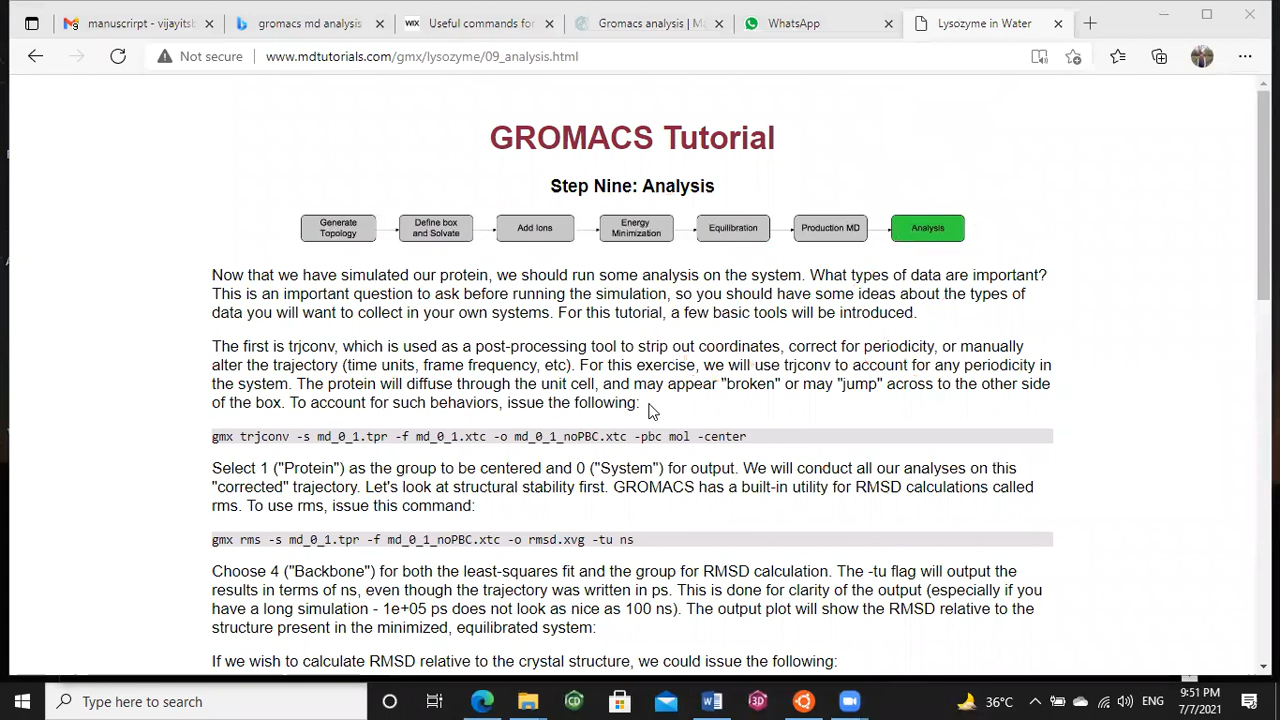 manuscrirpt - vijayitsb
gromacs md analysis
WIX Useful commands for
Gromacs analysis | Ma
WhatsApp
Lysozyme in Water
Not secure www.mdtutorials.com/gmx/lysozyme/09_analysis.html
GROMACS Tutorial
Step Nine: Analysis
Generate
Topology
Define box
and Solvate
Add Ions
Energy
Minimization
Equilibration
Production MD
Analysis
Now that we have simulated our protein, we should run some analysis on the system. What types of data are important?
This is an important question to ask before running the simulation, so you should have some ideas about the types of
data you will want to collect in your own systems. For this tutorial, a few basic tools will be introduced.
The first is trjconv, which is used as a post-processing tool to strip out coordinates, correct for periodicity, or manually
alter the trajectory (time units, frame frequency, etc). For this exercise, we will use trjconv to account for any periodicity in
the system. The protein will diffuse through the unit cell, and may appear "broken" or may "jump" across to the other side
of the box. To account for such behaviors, issue the following:
gmx trjconv -s md_0_1.tpr -f md_0_1.xtc -o md_0_1_noPBC.xtc -pbc mol -center
Select 1 ("Protein") as the group to be centered and 0 ("System") for output. We will conduct all our analyses on this
"corrected" trajectory. Let's look at structural stability first. GROMACS has a built-in utility for RMSD calculations called
rms. To use rms, issue this command:
gmx rms -s md_0_1.tpr -f md_0_1_noPBC.xtc -o rmsd.xvg -tu ns
Choose 4 ("Backbone") for both the least-squares fit and the group for RMSD calculation. The -tu flag will output the
results in terms of ns, even though the trajectory was written in ps. This is done for clarity of the output (especially if you
have a long simulation - 1e+05 ps does not look as nice as 100 ns). The output plot will show the RMSD relative to the
structure present in the minimized, equilibrated system:
If we wish to calculate RMSD relative to the crystal structure, we could issue the following:
Type here to search
36°C
ENG
9:51 PM
7/7/2021